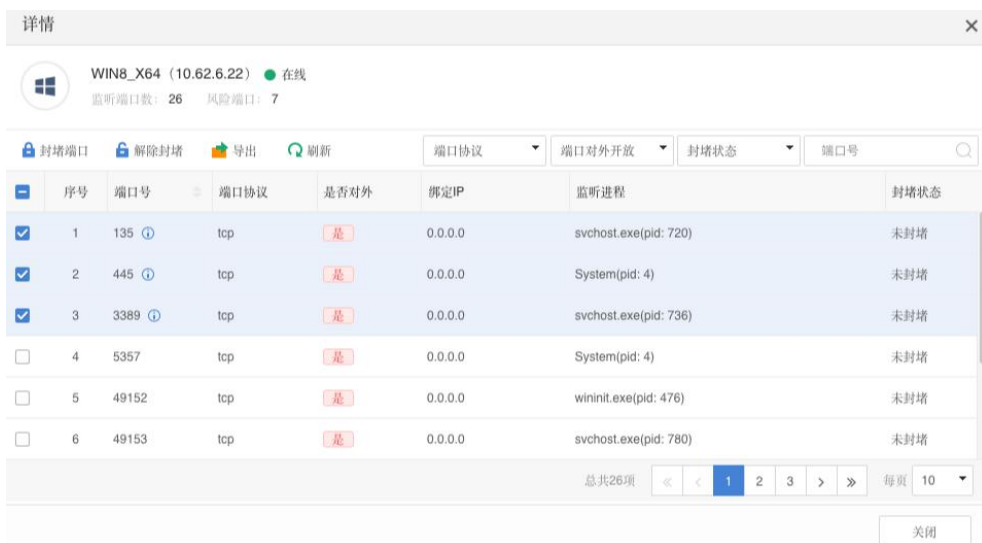 详情
WIN8_X64（10.62.6.22） 在线
监听端口数： 26 风险端口： 7
封堵端口 解除封堵 导出 刷新 端口协议 端口对外开放 封堵状态 端口号
序号 端口号 端口协议 是否对外 绑定IP 监听进程 封堵状态
1 135 tcp 是 0.0.0.0 svchost.exe(pid: 720) 未封堵
2 445 tcp 是 0.0.0.0 System(pid: 4) 未封堵
3 3389 tcp 是 0.0.0.0 svchost.exe(pid: 736) 未封堵
4 5357 tcp 是 0.0.0.0 System(pid: 4) 未封堵
5 49152 tcp 是 0.0.0.0 wininit.exe(pid: 476) 未封堵
6 49153 tcp 是 0.0.0.0 svchost.exe(pid: 780) 未封堵
总共26项 « ‹ 1 2 3 › » 每页 10
关闭